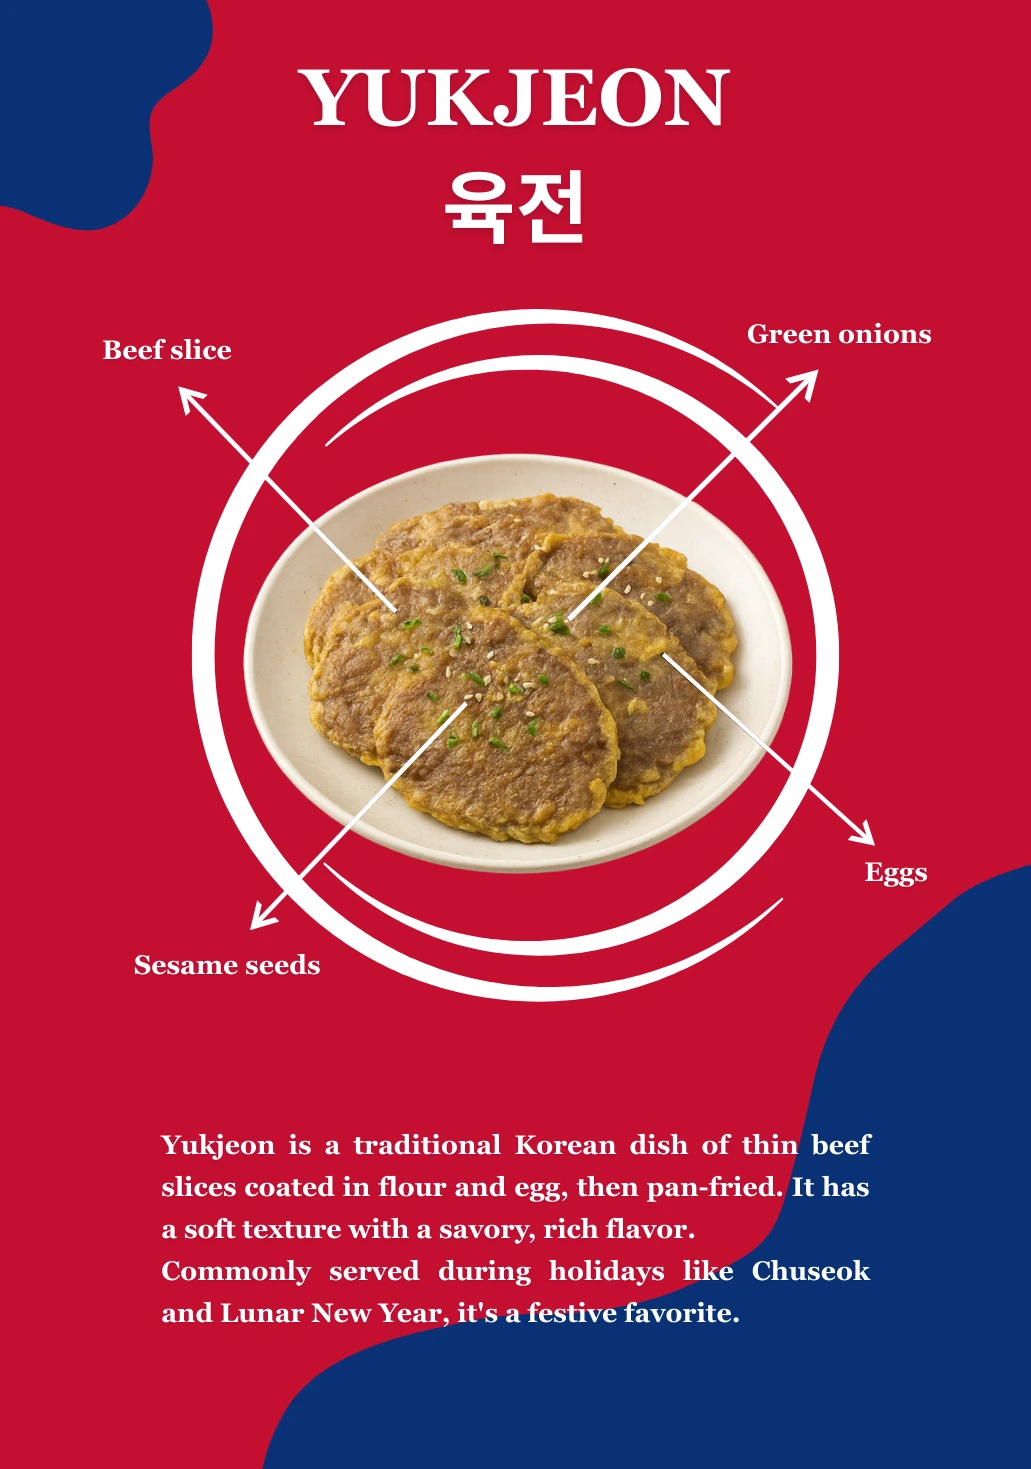 YUKJEON
육전
Beef slice
Green onions
Eggs
Sesame seeds
Yukjeon is a traditional Korean dish of thin beef
slices coated in flour and egg, then pan-fried. It has
a soft texture with a savory, rich flavor.
Commonly served during holidays like Chuseok
and Lunar New Year, it's a festive favorite.